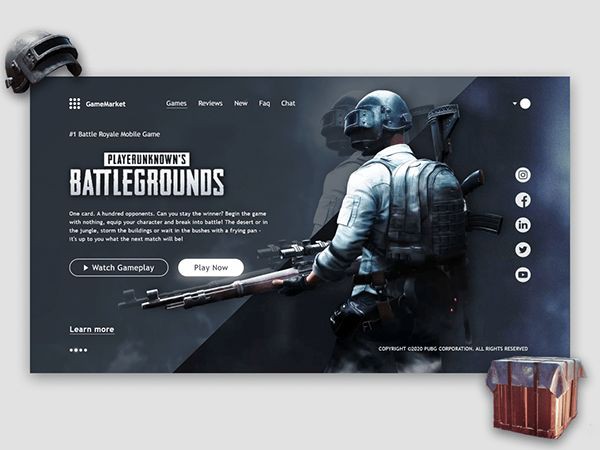 GameMarket
Games Reviews New Faq Chat
#1 Battle Royale Mobile Game
PLAYERUNKNOWN'S
BATTLEGROUNDS
One card. A hundred opponents. Can you stay the winner? Begin the game
with nothing, equip your character and break into battle! The desert or in
the jungle, storm the buildings or wait in the bushes with a frying pan -
it's up to you what the next match will be!
Watch Gameplay
Play Now
Learn more
COPYRIGHT ©2020 PUBG CORPORATION. ALL RIGHTS RESERVED